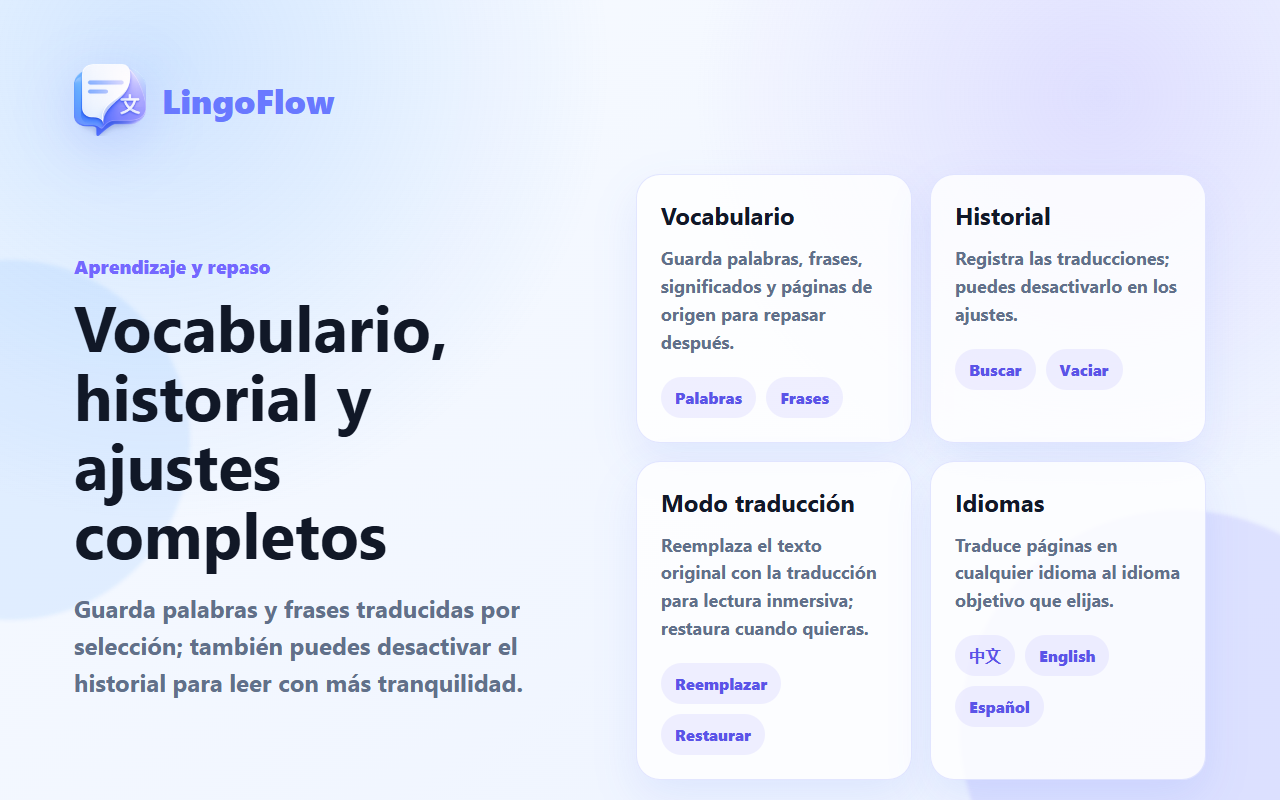 文
LingoFlow
Aprendizaje y repaso
Vocabulario,
historial y
ajustes
completos
Guarda palabras y frases traducidas por
selección; también puedes desactivar el
historial para leer con más tranquilidad.
Vocabulario
Guarda palabras, frases,
significados y páginas de
origen para repasar
después.
Palabras
Frases
Historial
Registra las traducciones;
puedes desactivarlo en los
ajustes.
Buscar
Vaciar
Modo traducción
Reemplaza el texto
original con la traducción
para lectura inmersiva;
restaura cuando quieras.
Reemplazar
Restaurar
Idiomas
Traduce páginas en
cualquier idioma al idioma
objetivo que elijas.
中文
English
Español